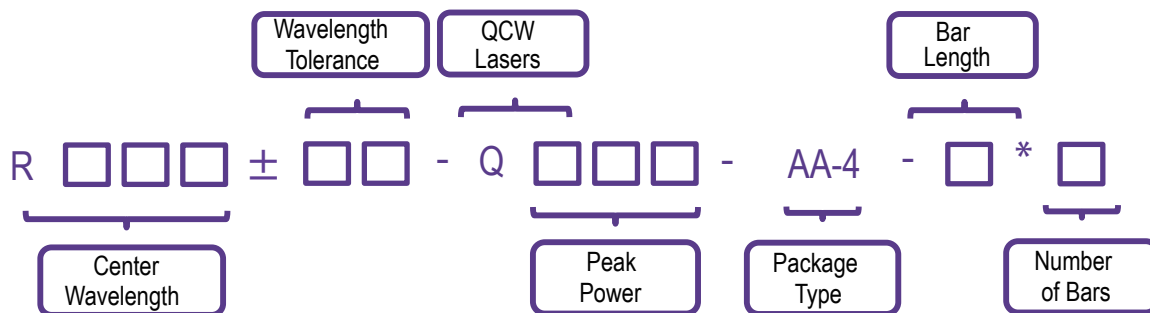 Wavelength
Tolerance
QCW
Lasers
Bar
Length
R □□□ ± □□ - Q □□□ - AA-4 - □ * □
Center
Wavelength
Peak
Power
Package
Type
Number
of Bars